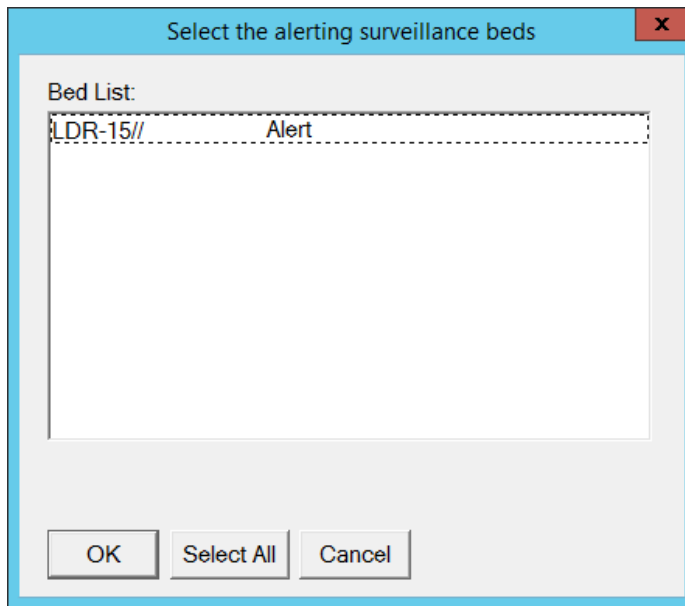 Select the alerting surveillance beds
x
Bed List:
LDR-15// Alert
OK Select All Cancel